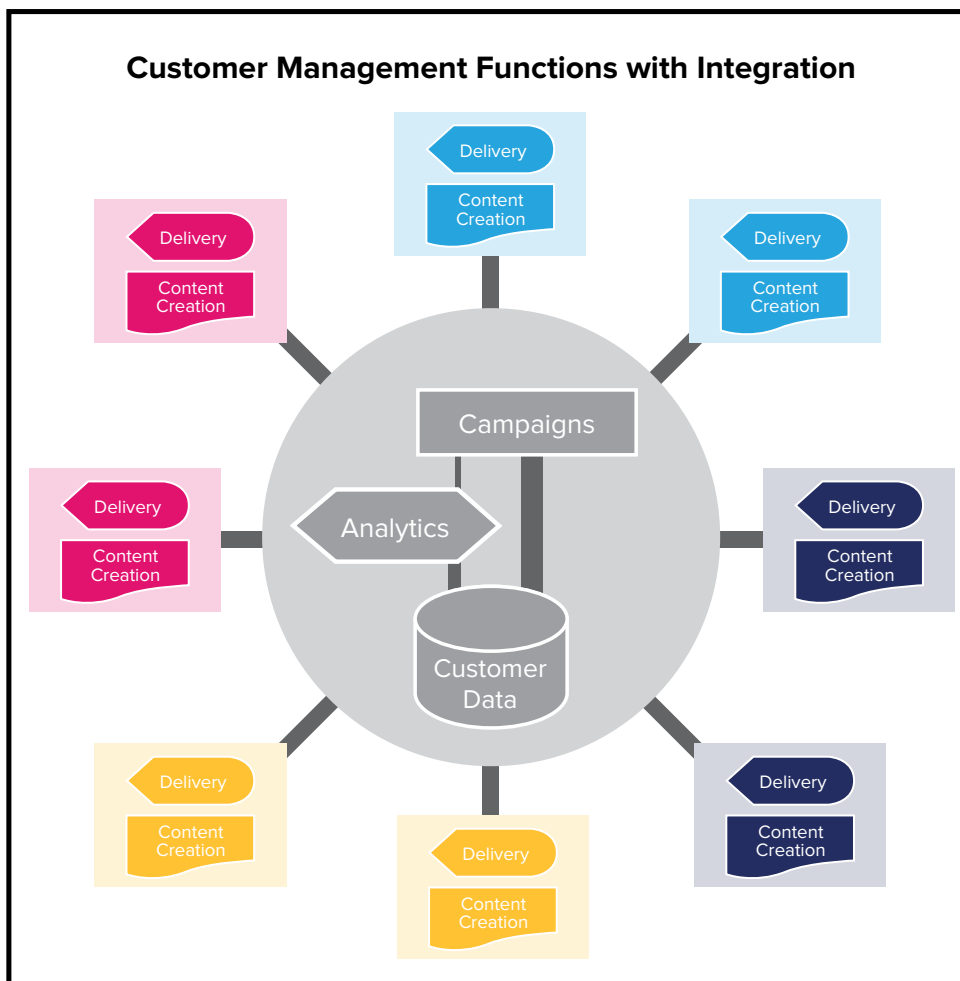 Customer Management Functions with Integration
Delivery
Content
Creation
Delivery
Content
Creation
Delivery
Content
Creation
Campaigns
Analytics
Customer
Data
Delivery
Content
Creation
Delivery
Content
Creation
Delivery
Content
Creation
Delivery
Content
Creation
Delivery
Content
Creation